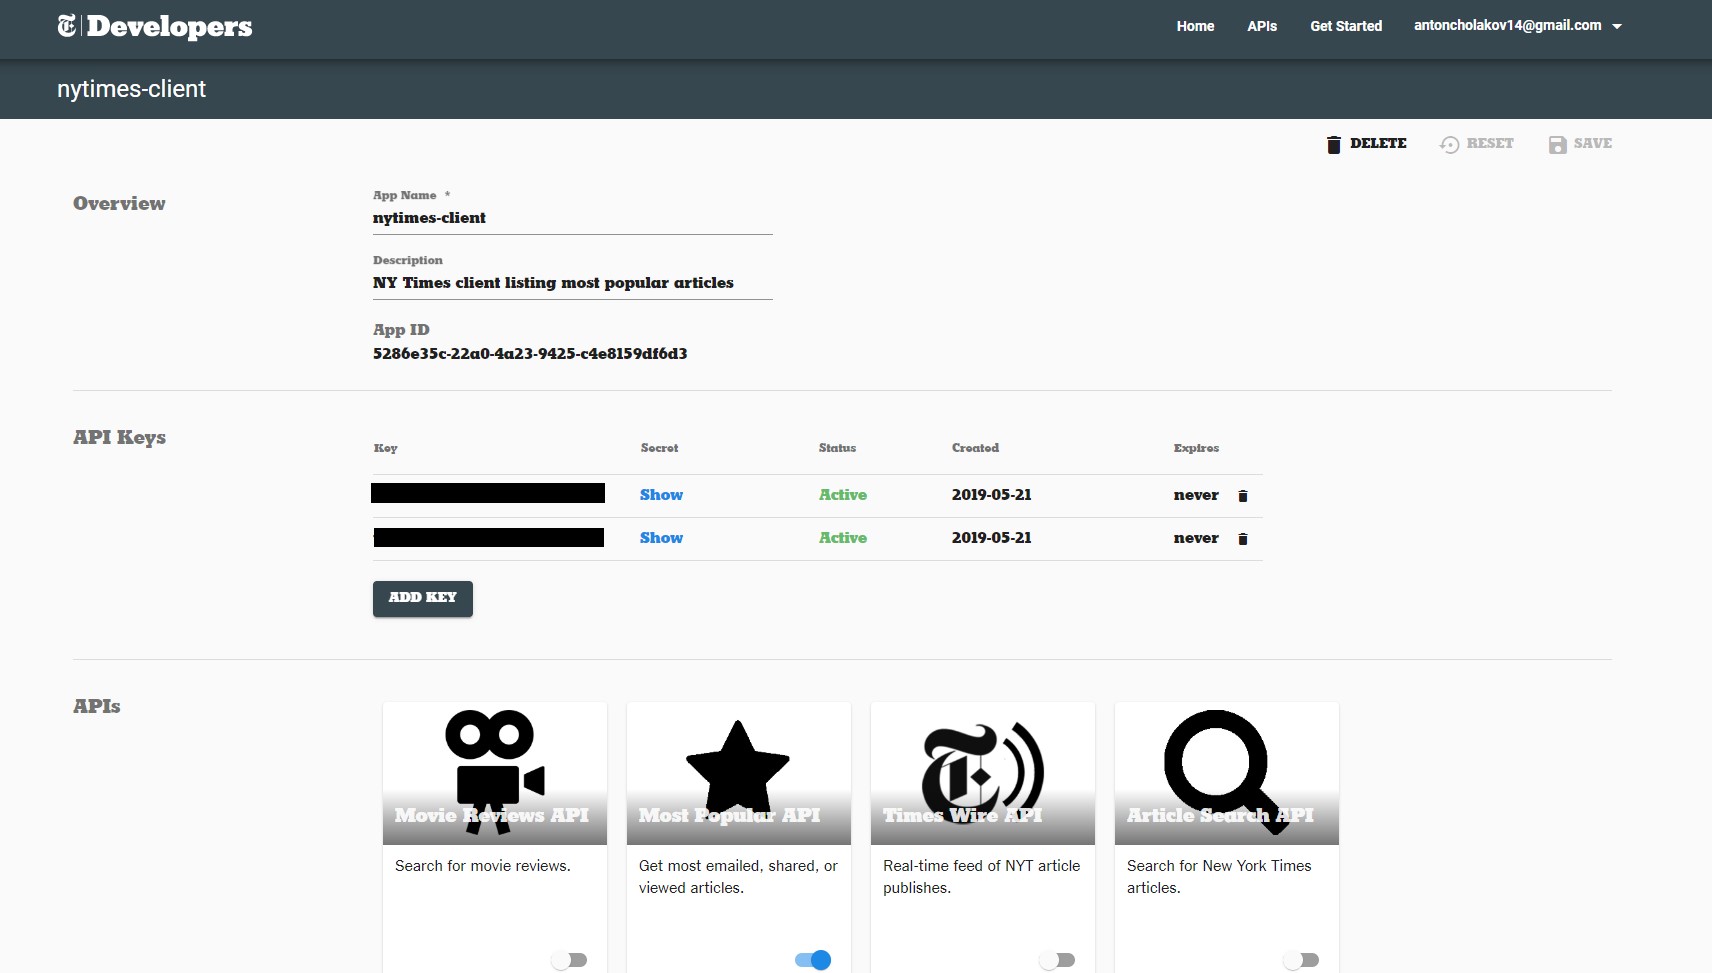 T Developers
Home APIs Get Started antoncholakov14@gmail.com
nytimes-client
DELETE RESET SAVE
Overview
App Name *
nytimes-client
Description
NY Times client listing most popular articles
App ID
5286e35c-22a0-4a23-9425-c4e8159df6d3
API Keys
Key Secret Status Created Expires
Show Active 2019-05-21 never
Show Active 2019-05-21 never
ADD KEY
APIs
Movie Reviews API
Search for movie reviews.
Most Popular API
Get most emailed, shared, or
viewed articles.
Times Wire API
Real-time feed of NYT article
publishes.
Article Search API
Search for New York Times
articles.